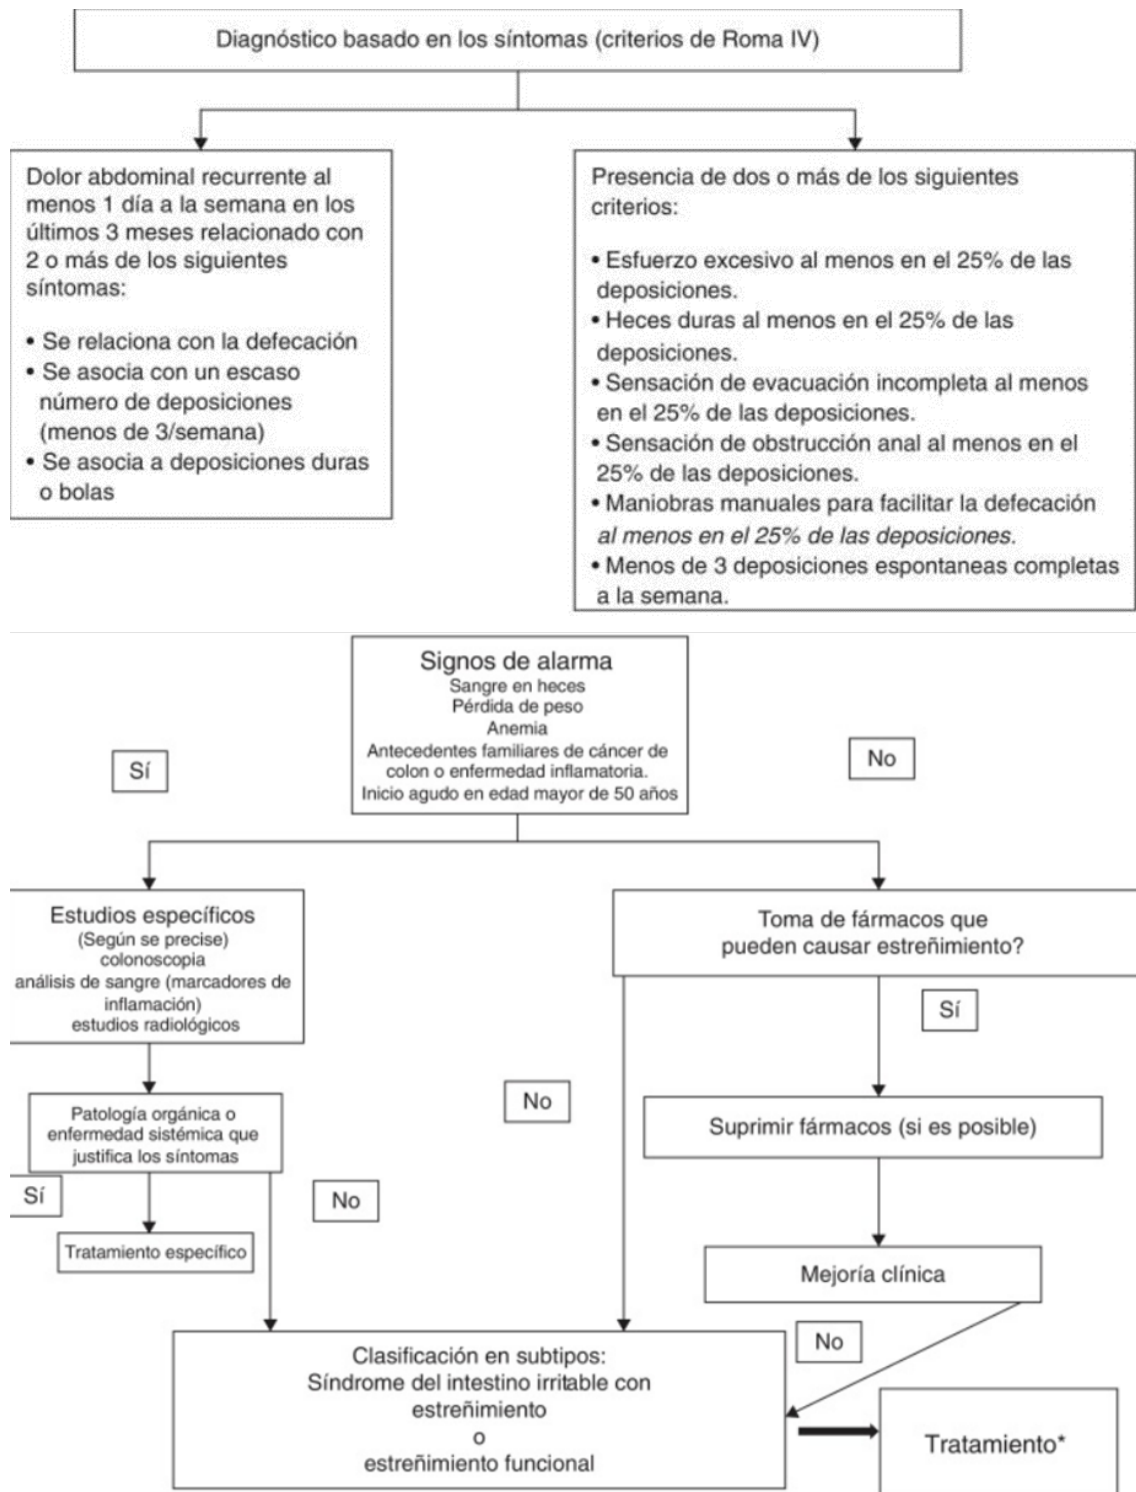 Diagnóstico basado en los síntomas (criterios de Roma IV)
Dolor abdominal recurrente al
menos 1 día a la semana en los
últimos 3 meses relacionado con
2 o más de los siguientes
síntomas:
• Se relaciona con la defecación
• Se asocia con un escaso
número de deposiciones
(menos de 3/semana)
• Se asocia a deposiciones duras
o bolas
Presencia de dos o más de los siguientes
criterios:
• Esfuerzo excesivo al menos en el 25% de las
deposiciones.
• Heces duras al menos en el 25% de las
deposiciones.
• Sensación de evacuación incompleta al menos
en el 25% de las deposiciones.
• Sensación de obstrucción anal al menos en el
25% de las deposiciones.
• Maniobras manuales para facilitar la defecación
al menos en el 25% de las deposiciones.
• Menos de 3 deposiciones espontaneas completas
a la semana.
Signos de alarma
Sangre en heces
Pérdida de peso
Anemia
Antecedentes familiares de cáncer de
colon o enfermedad inflamatoria.
Inicio agudo en edad mayor de 50 años
Sí
No
Estudios específicos
(Según se precise)
colonoscopia
análisis de sangre (marcadores de
inflamación)
estudios radiológicos
Toma de fármacos que
pueden causar estreñimiento?
Sí
No
Patología orgánica o
enfermedad sistémica que
justifica los síntomas
Suprimir fármacos (si es posible)
Sí
No
Tratamiento específico
Mejoría clínica
No
Clasificación en subtipos:
Síndrome del intestino irritable con
estreñimiento
o
estreñimiento funcional
Tratamiento*